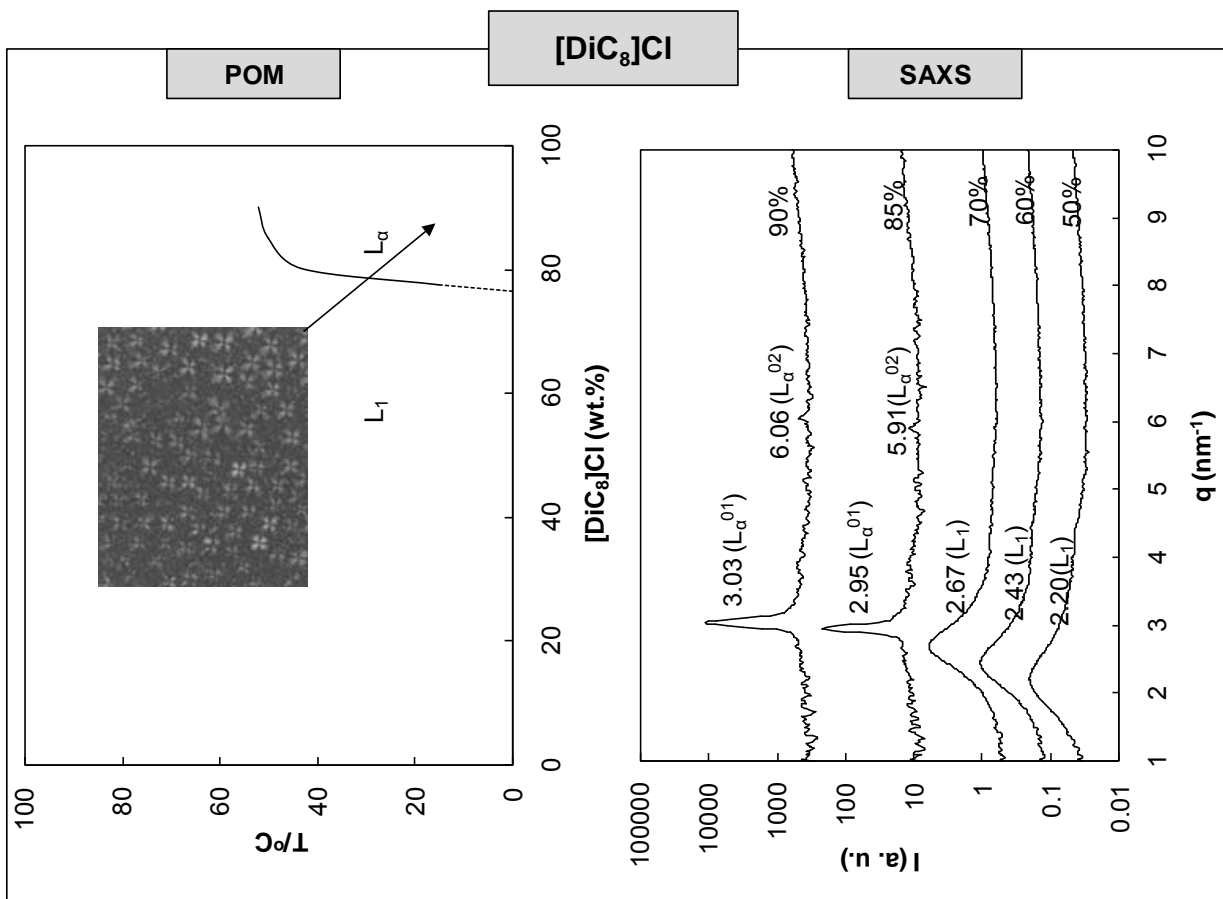 [DiC₈]Cl
POM
SAXS
100
80
60
40
20
0
T/ºC
0
20
40
60
80
100
[DiC₈]Cl (wt.%)
L₁
Lα
100000
10000
1000
100
10
1
0.1
0.01
I (a. u.)
1
2
3
4
5
6
7
8
9
10
q (nm⁻¹)
3.03 (Lα⁰¹)
6.06 (Lα⁰²)
90%
2.95 (Lα⁰¹)
5.91(Lα⁰²)
85%
2.67 (L₁)
70%
2.43 (L₁)
60%
2.20(L₁)
50%